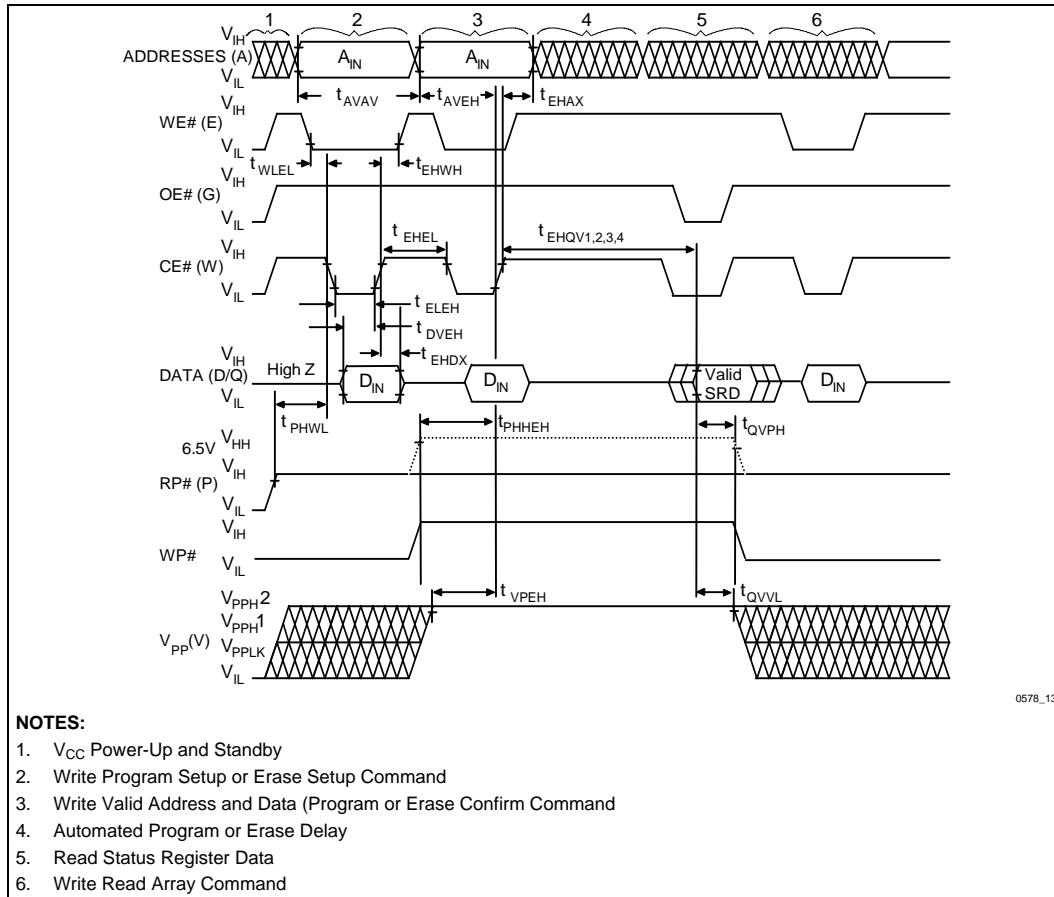 1 2 3 4 5 6
VIH
ADDRESSES (A) AIN AIN
VIL
tAVAV tAVEH tEHAX
VIH
WE# (E)
VIL
tWLEL tEHWH
VIH
OE# (G)
VIL
tEHEL tEHQV1,2,3,4
VIH
CE# (W)
VIL
tELEH
tDVEH
tEHDX
VIH
DATA (D/Q) High Z DIN DIN Valid SRD DIN
VIL
tPHWL tPHHEH tQVPH
6.5V VHH
VIH
RP# (P)
VIL
VIH
WP#
VIL
tVPEH tQVVL
VPPH2
VPPH1
VPP(V) VPPLK
VIL
0578_13
NOTES:
1. VCC Power-Up and Standby
2. Write Program Setup or Erase Setup Command
3. Write Valid Address and Data (Program or Erase Confirm Command
4. Automated Program or Erase Delay
5. Read Status Register Data
6. Write Read Array Command